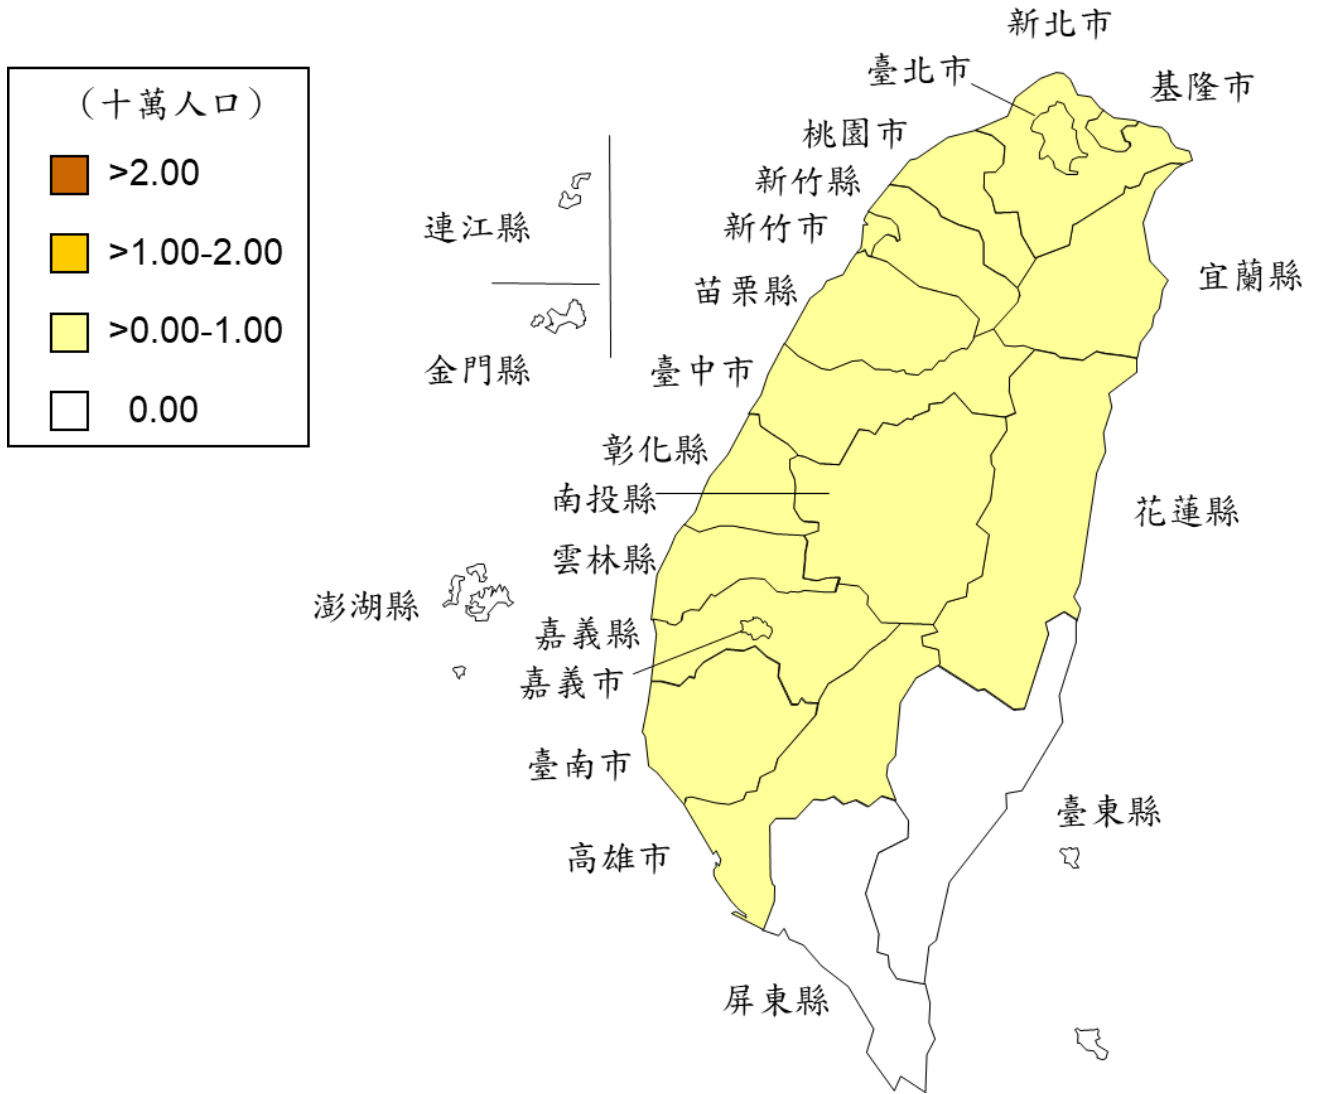 （十萬人口）
>2.00
>1.00-2.00
>0.00-1.00
0.00
新北市
臺北市
基隆市
桃園市
新竹縣
新竹市
連江縣
宜蘭縣
苗栗縣
金門縣
臺中市
彰化縣
南投縣
花蓮縣
雲林縣
澎湖縣
嘉義縣
嘉義市
臺南市
臺東縣
高雄市
屏東縣